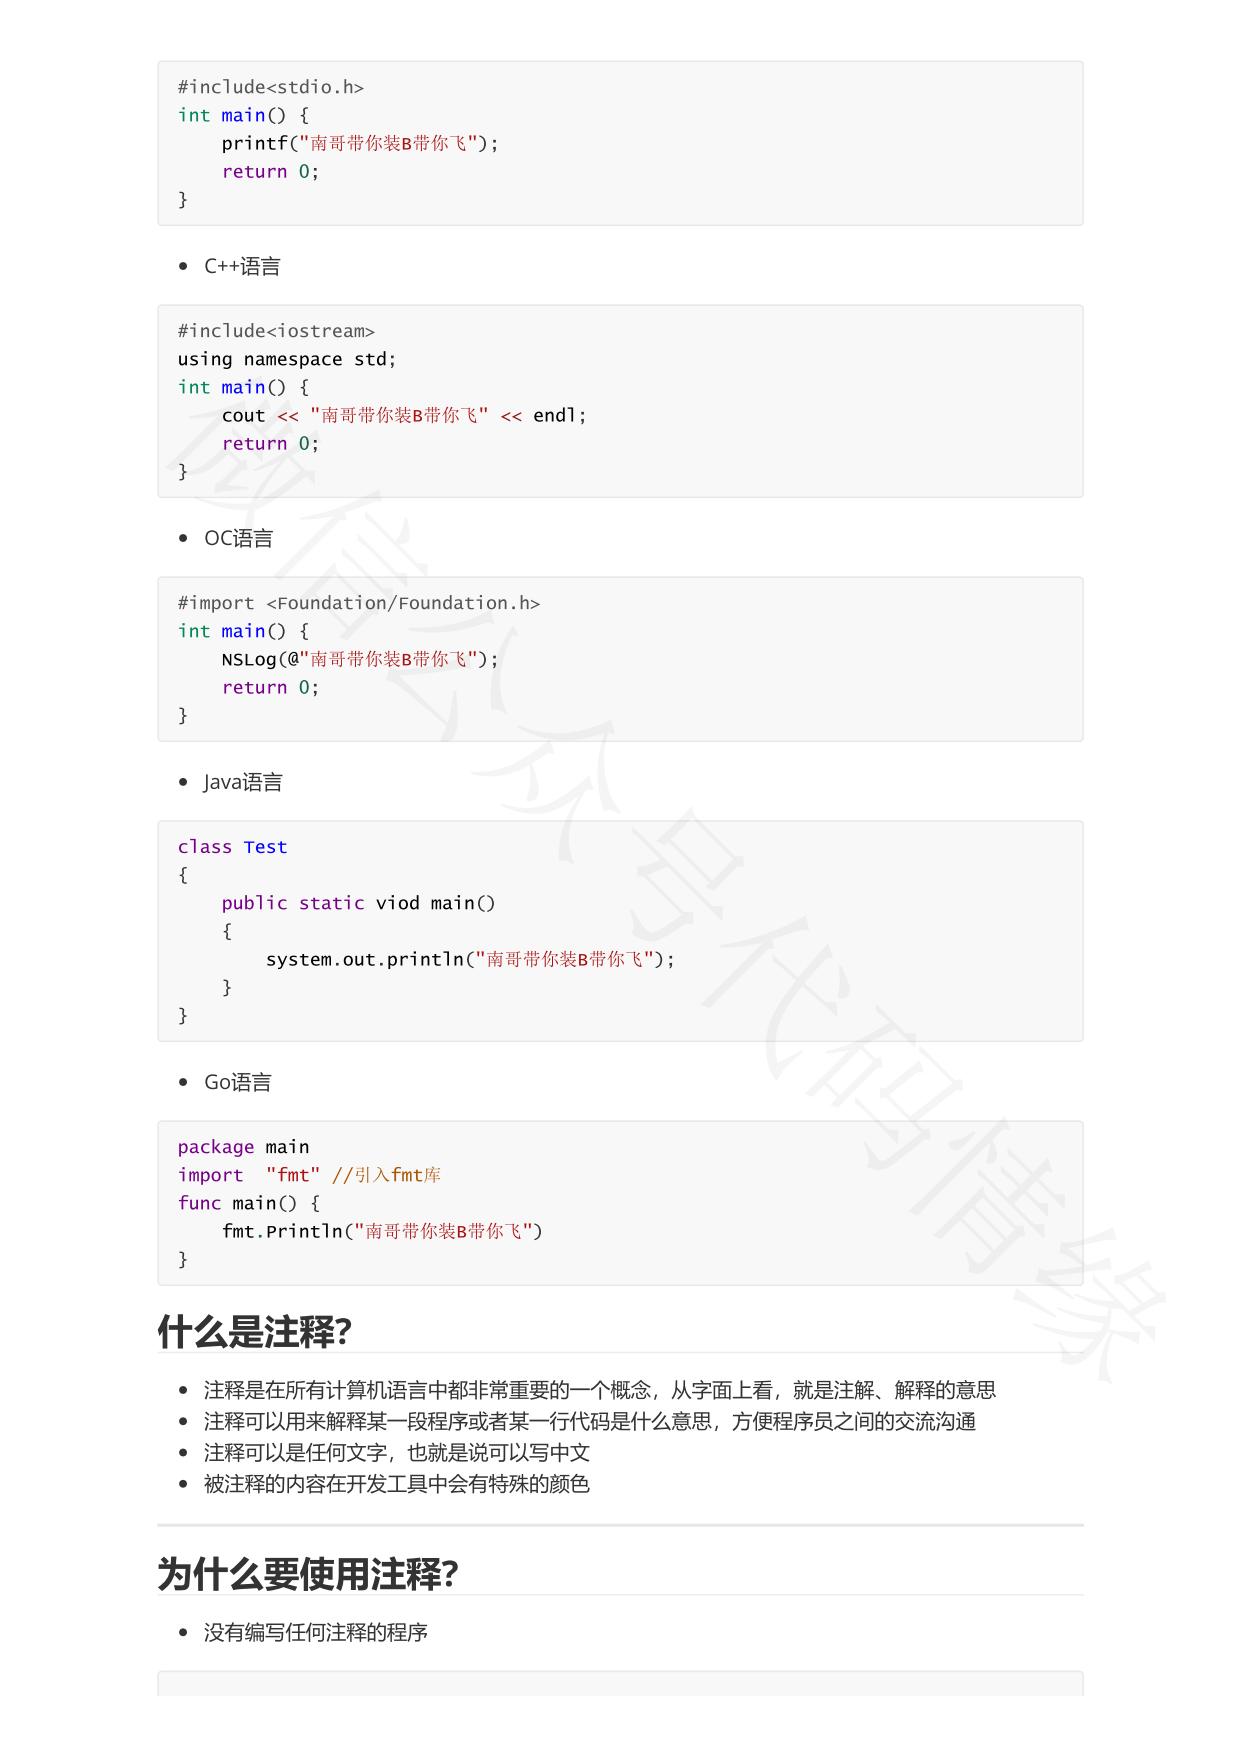 #include<stdio.h>
int main() {
    printf("南哥带你装B带你飞");
    return 0;
}
• C++语言
#include<iostream>
using namespace std;
int main() {
    cout << "南哥带你装B带你飞" << endl;
    return 0;
}
• OC语言
#import <Foundation/Foundation.h>
int main() {
    NSLog(@"南哥带你装B带你飞");
    return 0;
}
• Java语言
class Test
{
    public static viod main()
    {
        system.out.println("南哥带你装B带你飞");
    }
}
• Go语言
package main
import  "fmt" //引入fmt库
func main() {
    fmt.Println("南哥带你装B带你飞")
}
什么是注释?
• 注释是在所有计算机语言中都非常重要的一个概念，从字面上看，就是注解、解释的意思
• 注释可以用来解释某一段程序或者某一行代码是什么意思，方便程序员之间的交流沟通
• 注释可以是任何文字，也就是说可以写中文
• 被注释的内容在开发工具中会有特殊的颜色
为什么要使用注释?
• 没有编写任何注释的程序
微信公众号代码情缘